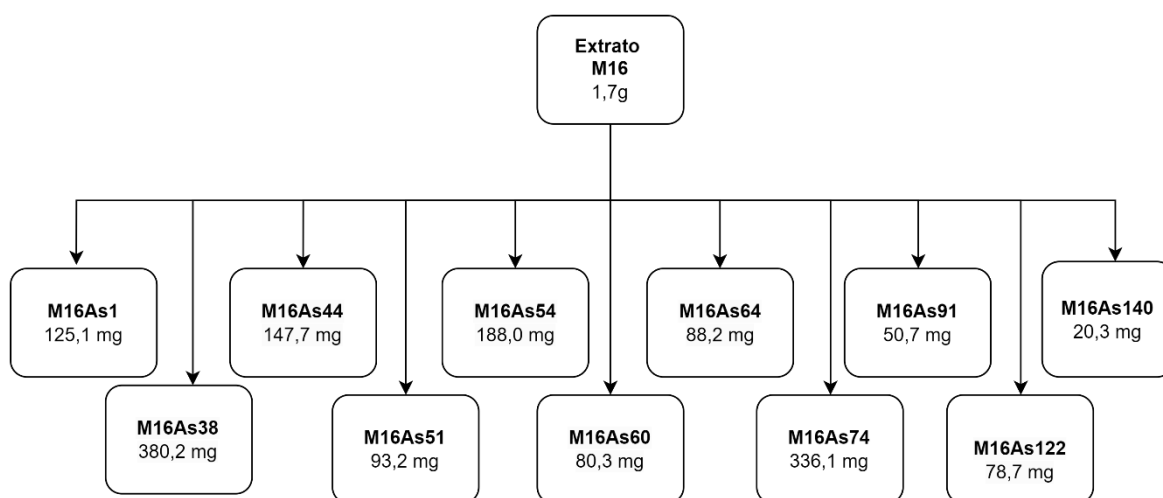 Extrato
M16
1,7g
M16As1
125,1 mg
M16As38
380,2 mg
M16As44
147,7 mg
M16As51
93,2 mg
M16As54
188,0 mg
M16As60
80,3 mg
M16As64
88,2 mg
M16As74
336,1 mg
M16As91
50,7 mg
M16As122
78,7 mg
M16As140
20,3 mg